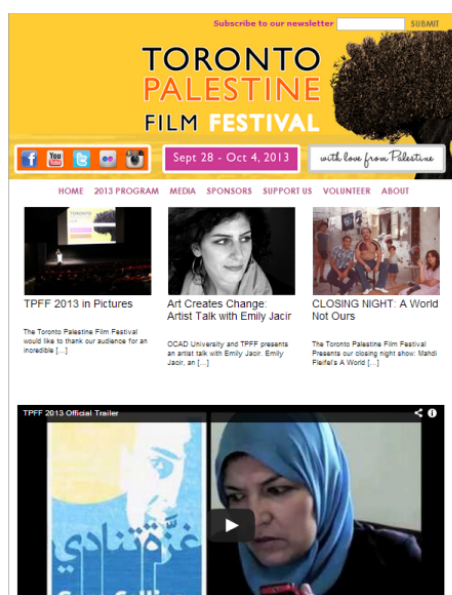 Subscribe to our newsletter
SUBMIT
TORONTO
PALESTINE
FILM FESTIVAL
Sept 28 - Oct 4, 2013
with love from Palestine
HOME 2013 PROGRAM MEDIA SPONSORS SUPPORT US VOLUNTEER ABOUT
TPFF 2013 in Pictures
The Toronto Palestine Film Festival
would like to thank our audience for an
incredible [...]
Art Creates Change:
Artist Talk with Emily Jacir
OCAD University and TPFF presents
an artist talk with Emily Jacir. Emily
Jacir, an [...]
CLOSING NIGHT: A World
Not Ours
The Toronto Palestine Film Festival
Presents our closing night show: Mahdi
Fleifel's A World [...]
TPFF 2013 Official Trailer
غزة تنادي